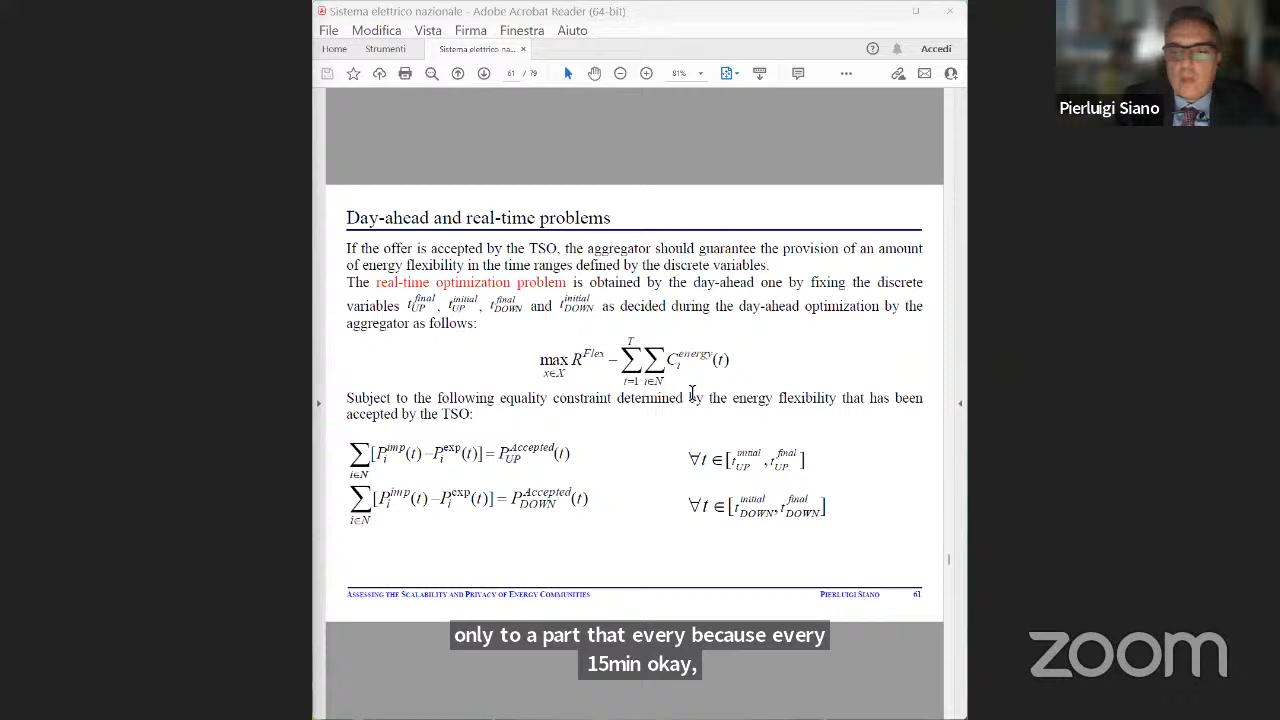 Sistema elettrico nazionale - Adobe Acrobat Reader (64-bit)
File Modifica Vista Firma Finestra Aiuto
Home Strumenti Sistema elettrico na... × Accedi
61 / 79 81%
Pierluigi Siano
Day-ahead and real-time problems
If the offer is accepted by the TSO, the aggregator should guarantee the provision of an amount
of energy flexibility in the time ranges defined by the discrete variables.
The real-time optimization problem is obtained by the day-ahead one by fixing the discrete
variables t_UP^final, t_UP^initial, t_DOWN^final and t_DOWN^initial as decided during the day-ahead optimization by the
aggregator as follows:
max_{x∈X} R^Flex − ∑_{t=1}^{T} ∑_{i∈N} C_i^energy(t)
Subject to the following equality constraint determined by the energy flexibility that has been
accepted by the TSO:
∑_{i∈N} [P_i^imp(t) − P_i^exp(t)] = P_UP^Accepted(t) ∀t ∈ [t_UP^initial, t_UP^final]
∑_{i∈N} [P_i^imp(t) − P_i^exp(t)] = P_DOWN^Accepted(t) ∀t ∈ [t_DOWN^initial, t_DOWN^final]
ASSESSING THE SCALABILITY AND PRIVACY OF ENERGY COMMUNITIES PIERLUIGI SIANO 61
only to a part that every because every
15min okay,
zoom